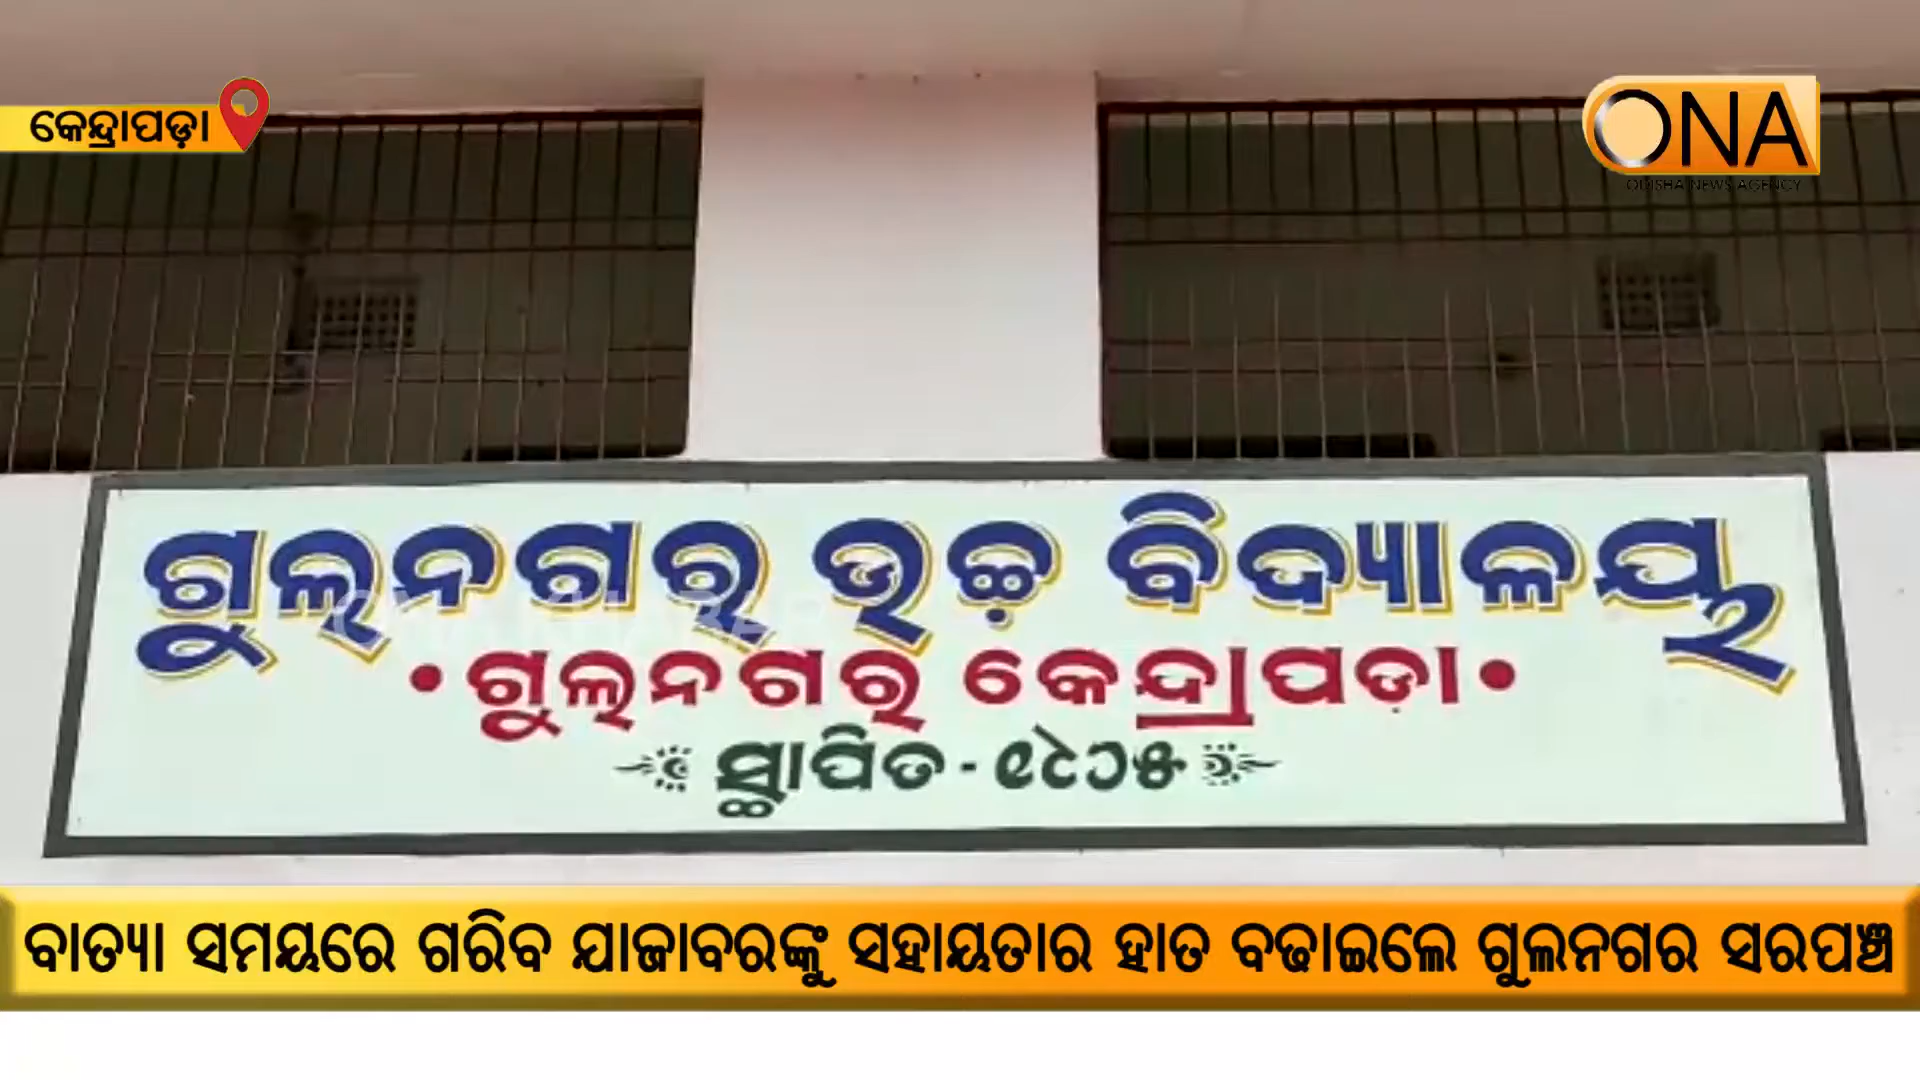 କେନ୍ଦ୍ରାପଡ଼ା
ONA
ODISHA NEWS AGENCY
ଗୁଲନଗର ଉଚ୍ଚ ବିଦ୍ୟାଳୟ
• ଗୁଲନଗର କେନ୍ଦ୍ରାପଡ଼ା •
ସ୍ଥାପିତ - ୧୯୬୫
ବାତ୍ୟା ସମୟରେ ଗରିବ ଯାଜାବରଙ୍କୁ ସହାୟତାର ହାତ ବଢାଇଲେ ଗୁଲନଗର ସରପଞ୍ଚ